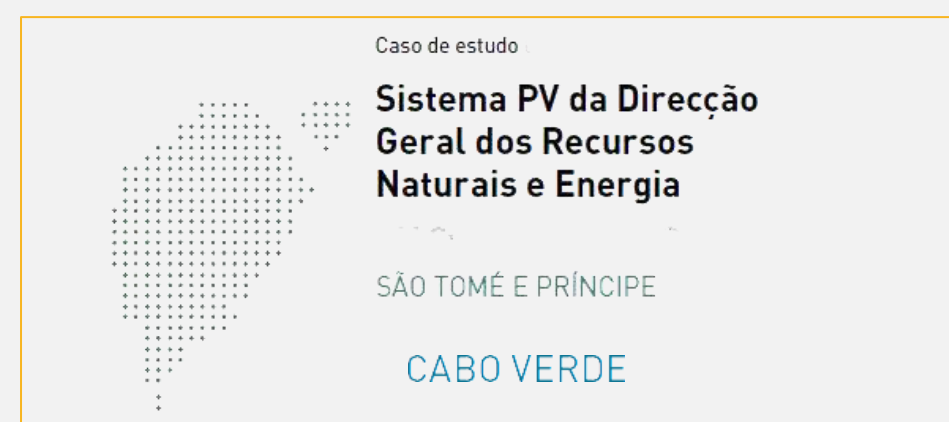 Caso de estudo
Sistema PV da Direcção
Geral dos Recursos
Naturais e Energia
SÃO TOMÉ E PRÍNCIPE
CABO VERDE